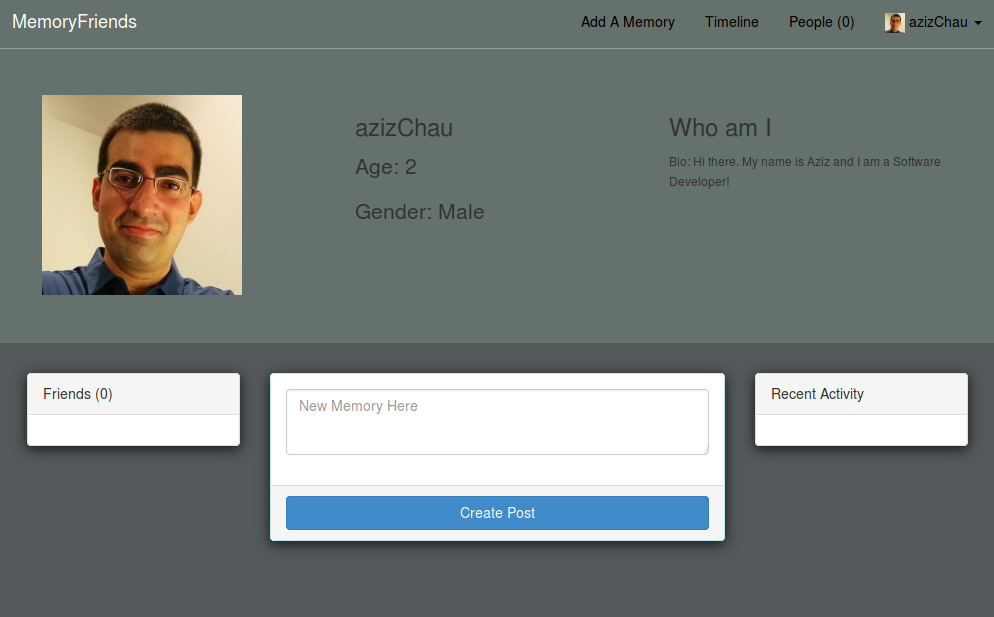 MemoryFriends
Add A Memory
Timeline
People (0)
azizChau
azizChau
Age: 2
Gender: Male
Who am I
Bio: Hi there. My name is Aziz and I am a Software
Developer!
Friends (0)
New Memory Here
Create Post
Recent Activity